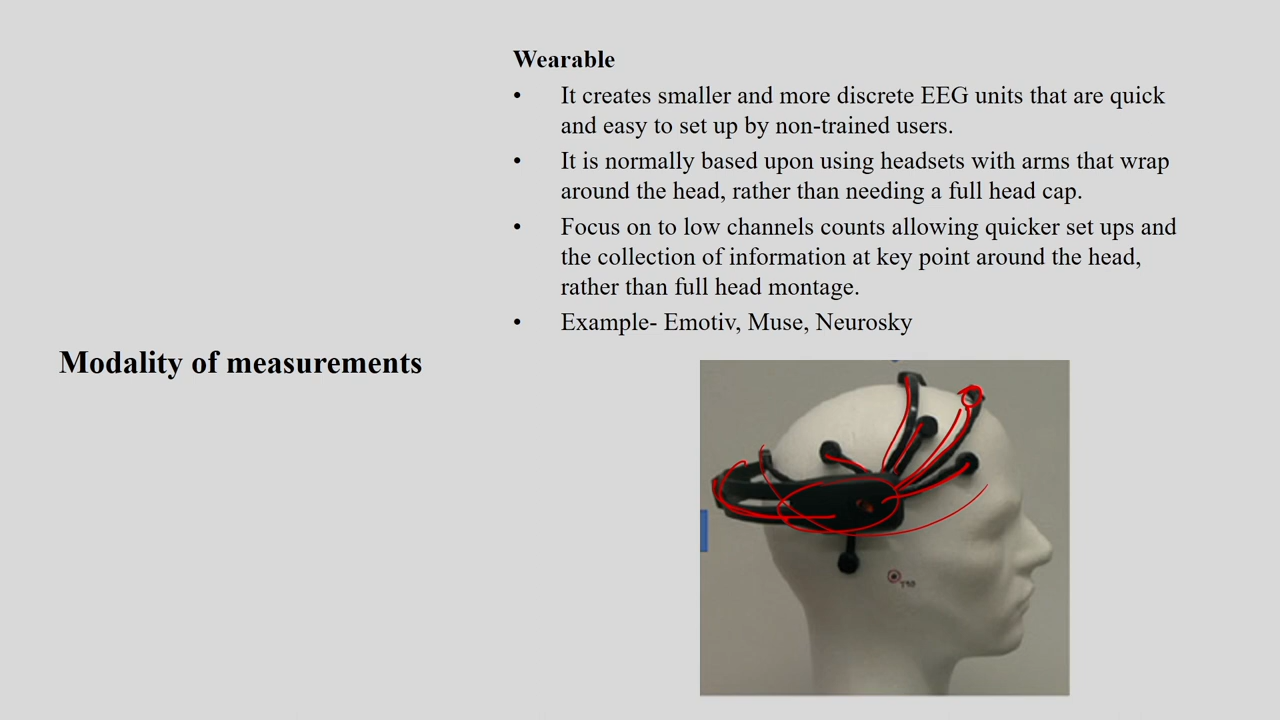 Wearable
• It creates smaller and more discrete EEG units that are quick
and easy to set up by non-trained users.
• It is normally based upon using headsets with arms that wrap
around the head, rather than needing a full head cap.
• Focus on to low channels counts allowing quicker set ups and
the collection of information at key point around the head,
rather than full head montage.
• Example- Emotiv, Muse, Neurosky
Modality of measurements